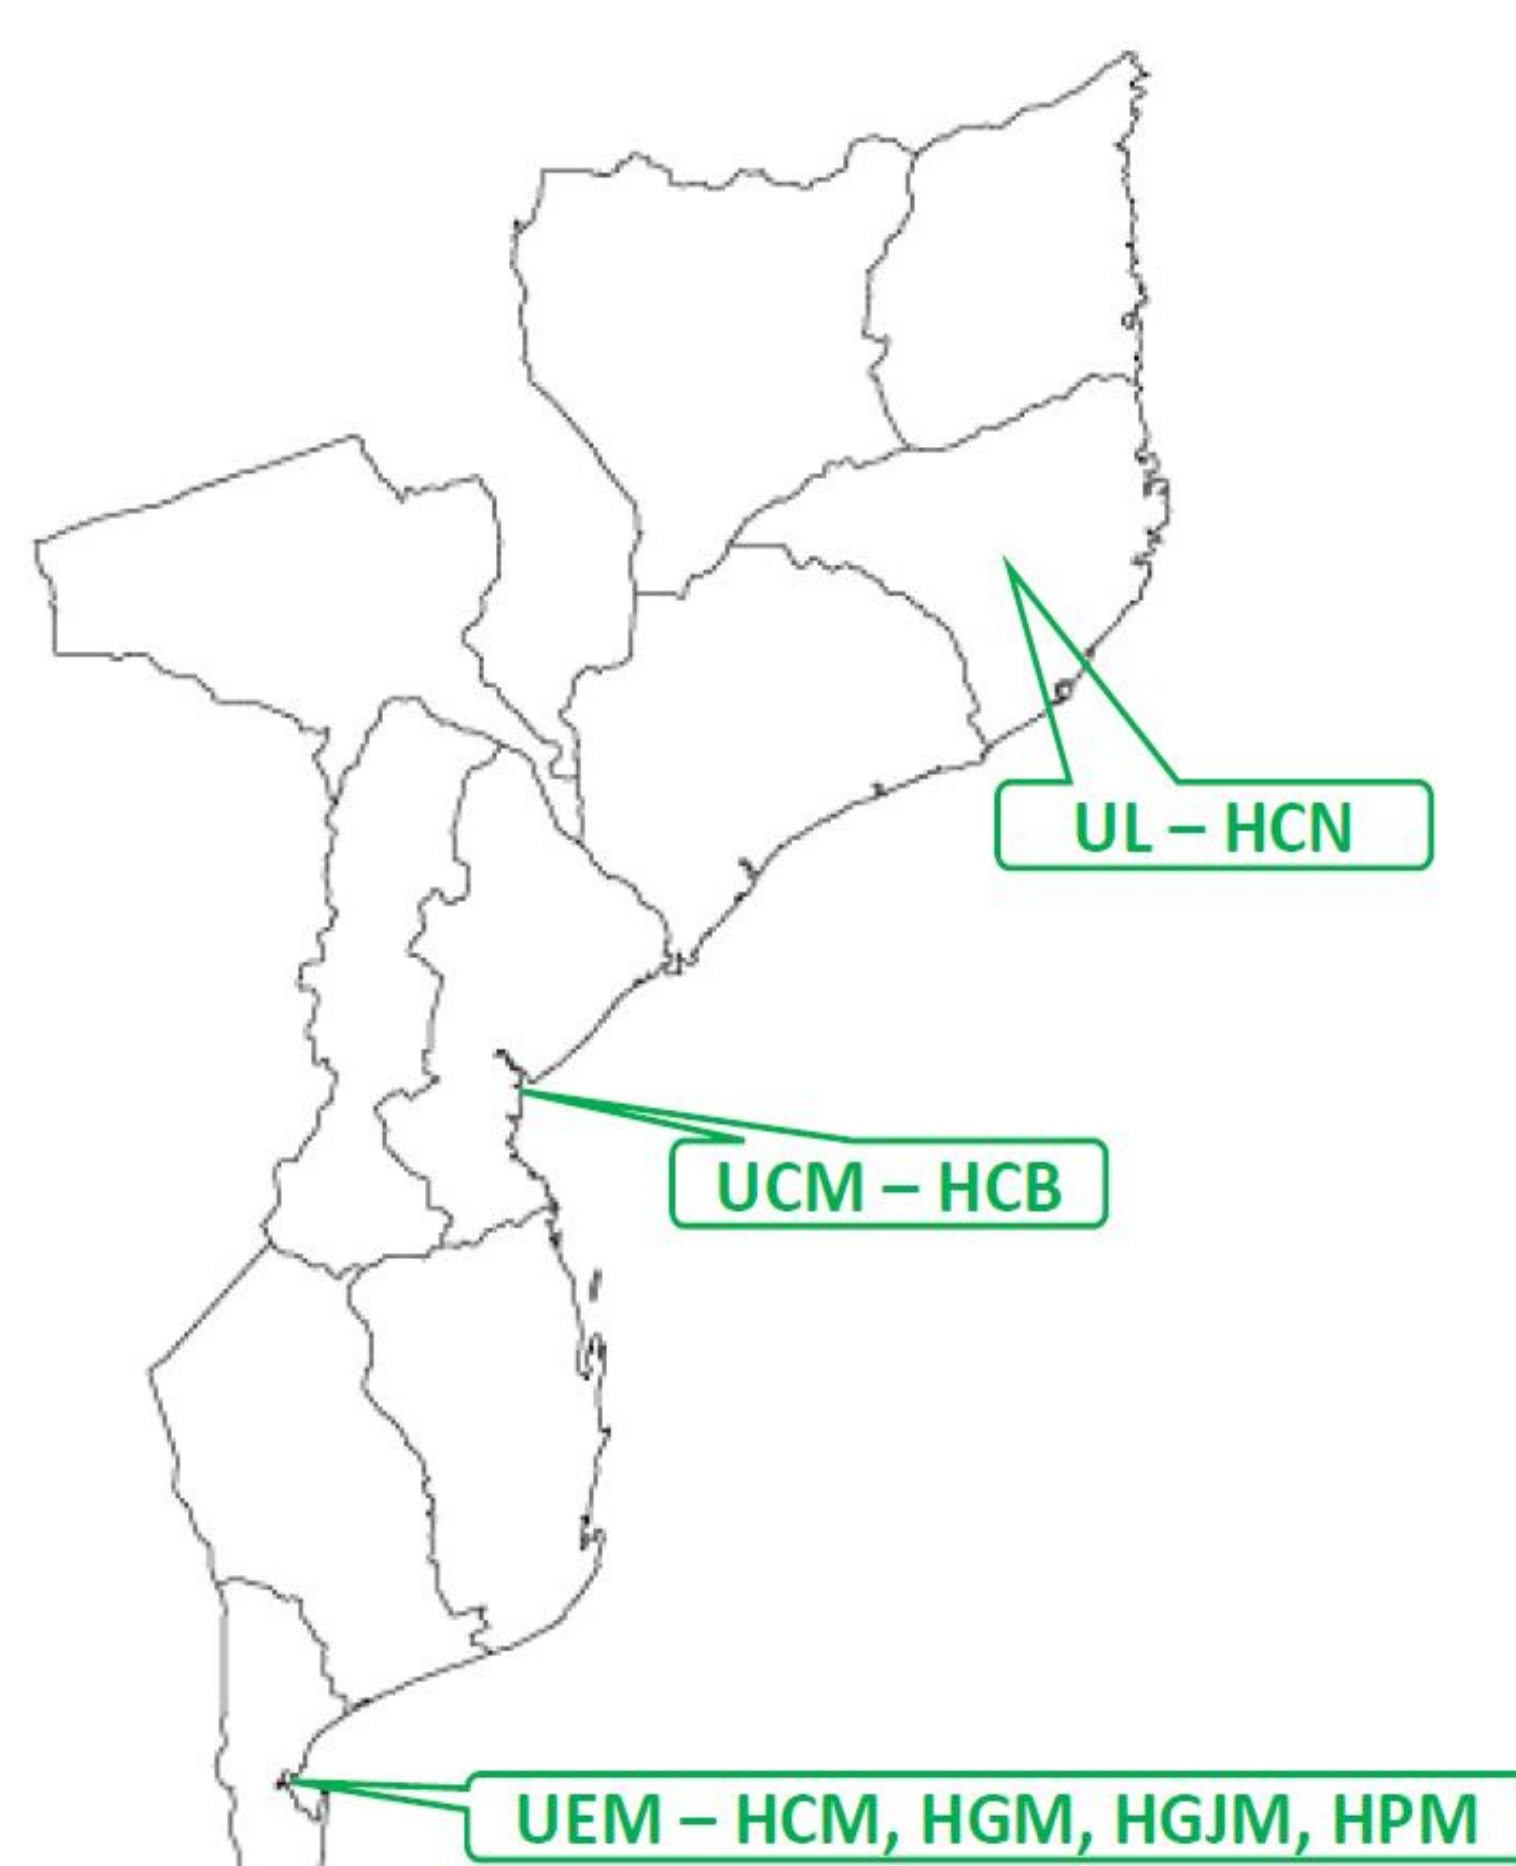 UL – HCN
UCM – HCB
UEM – HCM, HGM, HGJM, HPM